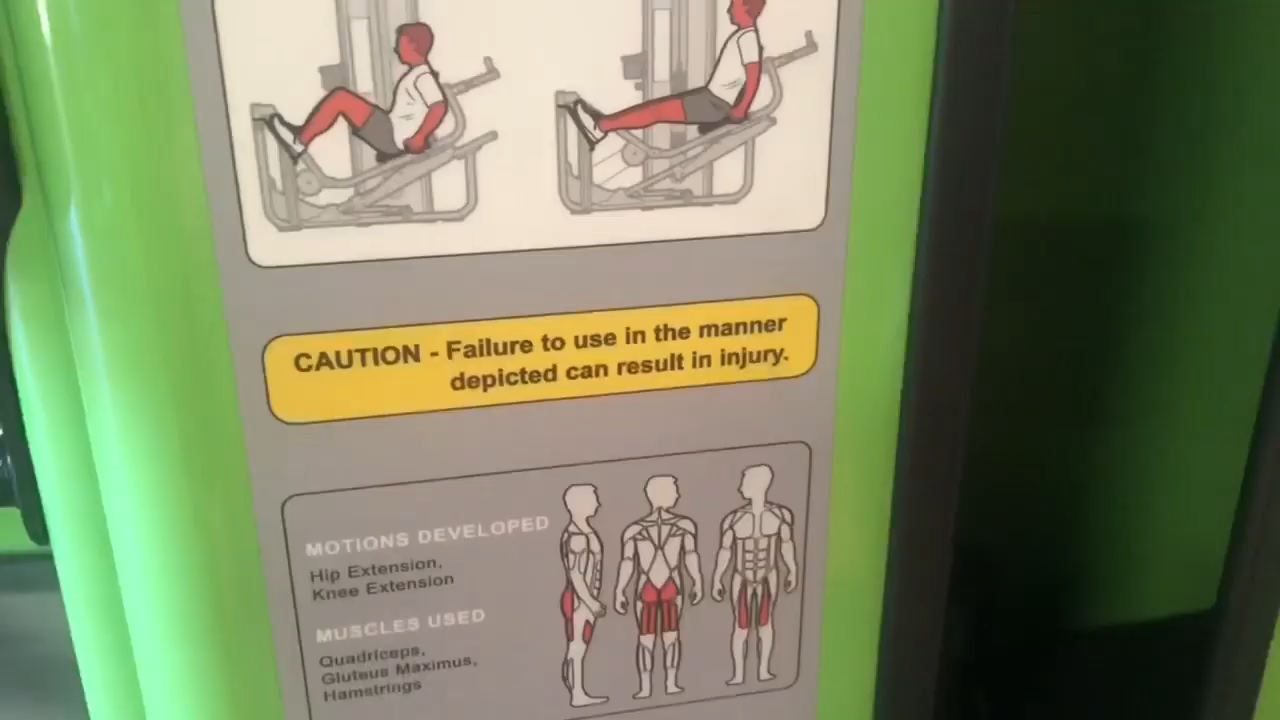 CAUTION - Failure to use in the manner
depicted can result in injury.
MOTIONS DEVELOPED
Hip Extension,
Knee Extension
MUSCLES USED
Quadriceps,
Gluteus Maximus,
Hamstrings